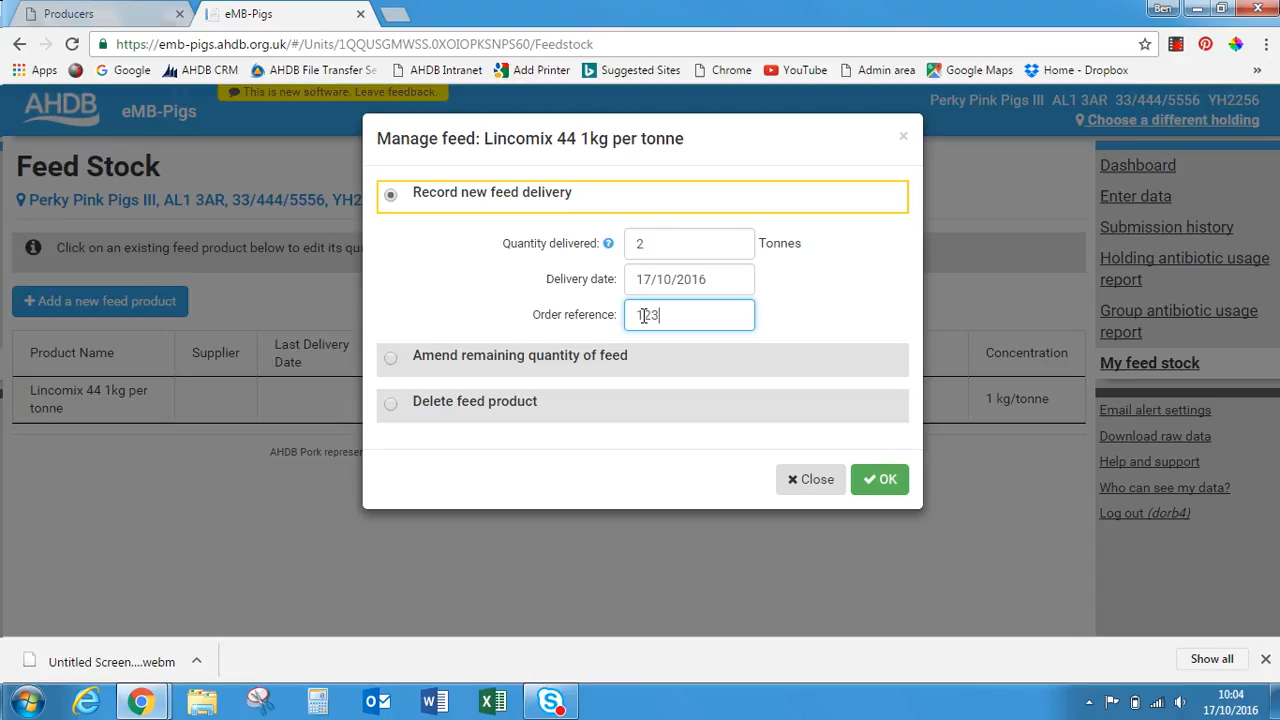 Producers
eMB-Pigs
Ben
https://emb-pigs.ahdb.org.uk/#/Units/1QQUSGMWSS.0XOIOPKSNPS60/Feedstock
Apps Google AHDB CRM AHDB File Transfer Se AHDB Intranet Add Printer Suggested Sites Chrome YouTube Admin area Google Maps Home - Dropbox »
This is new software. Leave feedback.
AHDB eMB-Pigs
Perky Pink Pigs III AL1 3AR 33/444/5556 YH2256
Choose a different holding
Feed Stock
Perky Pink Pigs III, AL1 3AR, 33/444/5556, YH2
Click on an existing feed product below to edit its qu
+ Add a new feed product
Product Name Supplier Last Delivery Date Concentration
Lincomix 44 1kg per tonne 1 kg/tonne
AHDB Pork represer
Manage feed: Lincomix 44 1kg per tonne
×
Record new feed delivery
Quantity delivered: ? 2 Tonnes
Delivery date: 17/10/2016
Order reference: 123
Amend remaining quantity of feed
Delete feed product
Close
OK
Dashboard
Enter data
Submission history
Holding antibiotic usage
report
Group antibiotic usage
report
My feed stock
Email alert settings
Download raw data
Help and support
Who can see my data?
Log out (dorb4)
Untitled Screen....webm
Show all
10:04
17/10/2016